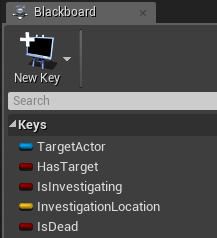 Blackboard
New Key
Search
Keys
TargetActor
HasTarget
IsInvestigating
InvestigationLocation
IsDead